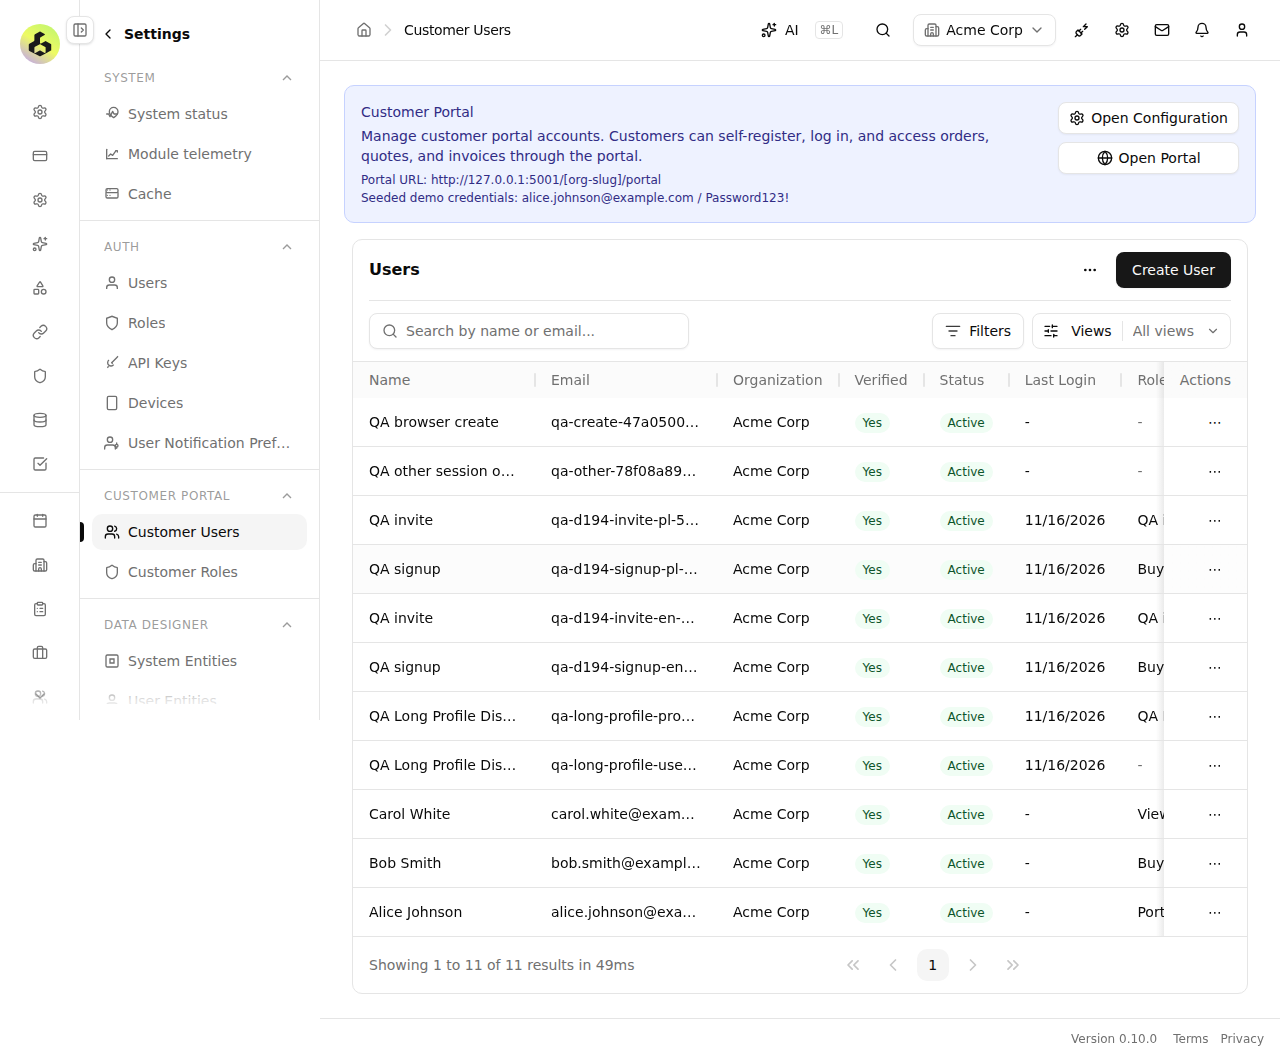 Settings
SYSTEM
System status
Module telemetry
Cache
AUTH
Users
Roles
API Keys
Devices
User Notification Pref...
CUSTOMER PORTAL
Customer Users
Customer Roles
DATA DESIGNER
System Entities
User Entities
Customer Users
AI ⌘L
Acme Corp
Customer Portal
Manage customer portal accounts. Customers can self-register, log in, and access orders,
quotes, and invoices through the portal.
Portal URL: http://127.0.0.1:5001/[org-slug]/portal
Seeded demo credentials: alice.johnson@example.com / Password123!
Open Configuration
Open Portal
Users
Create User
Search by name or email...
Filters
Views All views
Name Email Organization Verified Status Last Login Role Actions
QA browser create qa-create-47a0500... Acme Corp Yes Active - -
QA other session o... qa-other-78f08a89... Acme Corp Yes Active - -
QA invite qa-d194-invite-pl-5... Acme Corp Yes Active 11/16/2026 QA
QA signup qa-d194-signup-pl-... Acme Corp Yes Active 11/16/2026 Buy
QA invite qa-d194-invite-en-... Acme Corp Yes Active 11/16/2026 QA
QA signup qa-d194-signup-en... Acme Corp Yes Active 11/16/2026 Buy
QA Long Profile Dis... qa-long-profile-pro... Acme Corp Yes Active 11/16/2026 QA
QA Long Profile Dis... qa-long-profile-use... Acme Corp Yes Active 11/16/2026 -
Carol White carol.white@exam... Acme Corp Yes Active - View
Bob Smith bob.smith@exampl... Acme Corp Yes Active - Buy
Alice Johnson alice.johnson@exa... Acme Corp Yes Active - Port
Showing 1 to 11 of 11 results in 49ms
1
Version 0.10.0 Terms Privacy